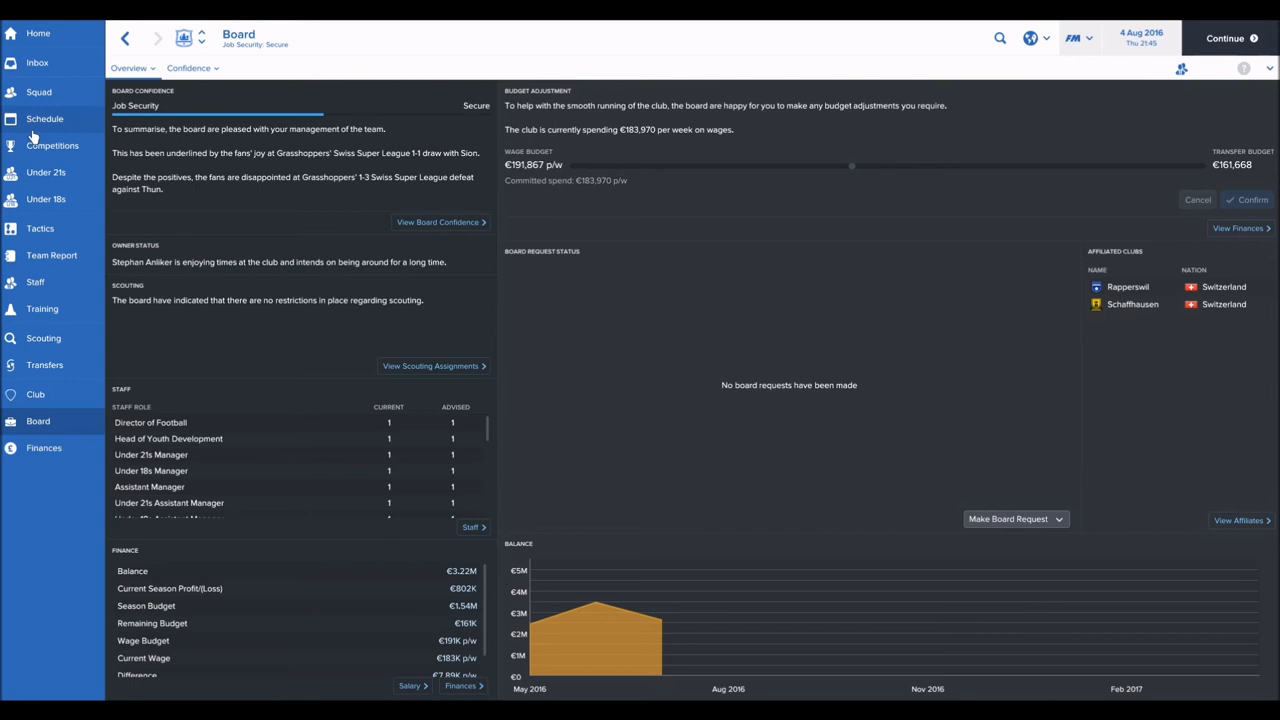 Home
Inbox
Squad
Schedule
Competitions
Under 21s
Under 18s
Tactics
Team Report
Staff
Training
Scouting
Transfers
Club
Board
Finances
Board
Job Security: Secure
FM
4 Aug 2016
Thu 21:45
Continue
Overview
Confidence
BOARD CONFIDENCE
Job Security Secure
To summarise, the board are pleased with your management of the team.
This has been underlined by the fans' joy at Grasshoppers' Swiss Super League 1-1 draw with Sion.
Despite the positives, the fans are disappointed at Grasshoppers' 1-3 Swiss Super League defeat
against Thun.
View Board Confidence
OWNER STATUS
Stephan Anliker is enjoying times at the club and intends on being around for a long time.
SCOUTING
The board have indicated that there are no restrictions in place regarding scouting.
View Scouting Assignments
STAFF
STAFF ROLE CURRENT ADVISED
Director of Football 1 1
Head of Youth Development 1 1
Under 21s Manager 1 1
Under 18s Manager 1 1
Assistant Manager 1 1
Under 21s Assistant Manager 1 1
Staff
FINANCE
Balance €3.22M
Current Season Profit/(Loss) €802K
Season Budget €1.54M
Remaining Budget €161K
Wage Budget €191K p/w
Current Wage €183K p/w
Difference €7.89K p/w
Salary Finances
BUDGET ADJUSTMENT
To help with the smooth running of the club, the board are happy for you to make any budget adjustments you require.
The club is currently spending €183,970 per week on wages.
WAGE BUDGET TRANSFER BUDGET
€191,867 p/w €161,668
Committed spend: €183,970 p/w
Cancel Confirm
View Finances
BOARD REQUEST STATUS
No board requests have been made
Make Board Request
AFFILIATED CLUBS
NAME NATION
Rapperswil Switzerland
Schaffhausen Switzerland
View Affiliates
BALANCE
€5M
€4M
€3M
€2M
€1M
€0
May 2016 Aug 2016 Nov 2016 Feb 2017